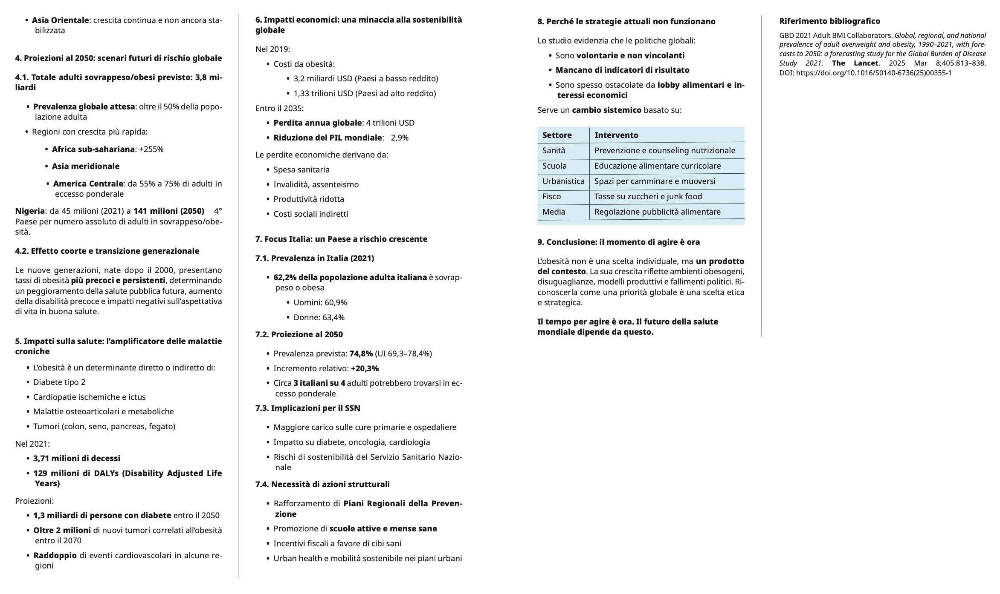 • Asia Orientale: crescita continua e non ancora sta-
bilizzata
4. Proiezioni al 2050: scenari futuri di rischio globale
4.1. Totale adulti sovrappeso/obesi previsto: 3,8 mi-
liardi
• Prevalenza globale attesa: oltre il 50% della popo-
lazione adulta
• Regioni con crescita più rapida:
• Africa sub-sahariana: +255%
• Asia meridionale
• America Centrale: da 55% a 75% di adulti in
eccesso ponderale
Nigeria: da 45 milioni (2021) a 141 milioni (2050) 4°
Paese per numero assoluto di adulti in sovrappeso/obe-
sità.
4.2. Effetto coorte e transizione generazionale
Le nuove generazioni, nate dopo il 2000, presentano
tassi di obesità più precoci e persistenti, determinando
un peggioramento della salute pubblica futura, aumento
della disabilità precoce e impatti negativi sull’aspettativa
di vita in buona salute.
5. Impatti sulla salute: l’amplificatore delle malattie
croniche
• L’obesità è un determinante diretto o indiretto di:
• Diabete tipo 2
• Cardiopatie ischemiche e ictus
• Malattie osteoarticolari e metaboliche
• Tumori (colon, seno, pancreas, fegato)
Nel 2021:
• 3,71 milioni di decessi
• 129 milioni di DALYs (Disability Adjusted Life
Years)
Proiezioni:
• 1,3 miliardi di persone con diabete entro il 2050
• Oltre 2 milioni di nuovi tumori correlati all’obesità
entro il 2070
• Raddoppio di eventi cardiovascolari in alcune re-
gioni
6. Impatti economici: una minaccia alla sostenibilità
globale
Nel 2019:
• Costi da obesità:
• 3,2 miliardi USD (Paesi a basso reddito)
• 1,33 trilioni USD (Paesi ad alto reddito)
Entro il 2035:
• Perdita annua globale: 4 trilioni USD
• Riduzione del PIL mondiale: 2,9%
Le perdite economiche derivano da:
• Spesa sanitaria
• Invalidità, assenteismo
• Produttività ridotta
• Costi sociali indiretti
7. Focus Italia: un Paese a rischio crescente
7.1. Prevalenza in Italia (2021)
• 62,2% della popolazione adulta italiana è sovrap-
peso o obesa
• Uomini: 60,9%
• Donne: 63,4%
7.2. Proiezione al 2050
• Prevalenza prevista: 74,8% (UI 69,3–78,4%)
• Incremento relativo: +20,3%
• Circa 3 italiani su 4 adulti potrebbero trovarsi in ec-
cesso ponderale
7.3. Implicazioni per il SSN
• Maggiore carico sulle cure primarie e ospedaliere
• Impatto su diabete, oncologia, cardiologia
• Rischi di sostenibilità del Servizio Sanitario Nazio-
nale
7.4. Necessità di azioni strutturali
• Rafforzamento di Piani Regionali della Preven-
zione
• Promozione di scuole attive e mense sane
• Incentivi fiscali a favore di cibi sani
• Urban health e mobilità sostenibile nei piani urbani
8. Perché le strategie attuali non funzionano
Lo studio evidenzia che le politiche globali:
• Sono volontarie e non vincolanti
• Mancano di indicatori di risultato
• Sono spesso ostacolate da lobby alimentari e in-
teressi economici
Serve un cambio sistemico basato su:
Settore Intervento
Sanità Prevenzione e counseling nutrizionale
Scuola Educazione alimentare curricolare
Urbanistica Spazi per camminare e muoversi
Fisco Tasse su zuccheri e junk food
Media Regolazione pubblicità alimentare
9. Conclusione: il momento di agire è ora
L’obesità non è una scelta individuale, ma un prodotto
del contesto. La sua crescita riflette ambienti obesogeni,
disuguaglianze, modelli produttivi e fallimenti politici. Ri-
conoscerla come una priorità globale è una scelta etica
e strategica.
Il tempo per agire è ora. Il futuro della salute
mondiale dipende da questo.
Riferimento bibliografico
GBD 2021 Adult BMI Collaborators. Global, regional, and national
prevalence of adult overweight and obesity, 1990–2021, with fore-
casts to 2050: a forecasting study for the Global Burden of Disease
Study 2021. The Lancet. 2025 Mar 8;405:813–838.
DOI: https://doi.org/10.1016/S0140-6736(25)00355-1